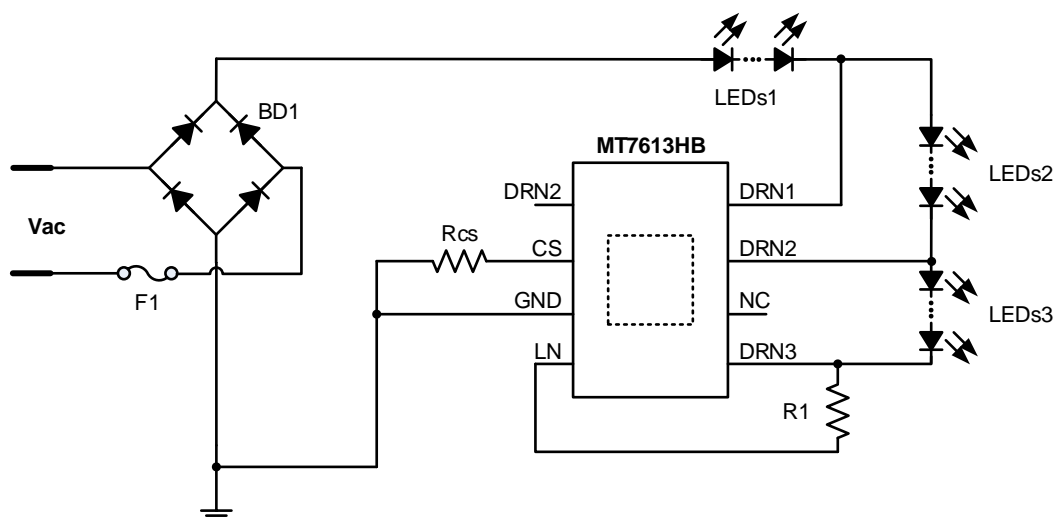 LEDs1
BD1
MT7613HB
LEDs2
DRN2
DRN1
Vac
Rcs
CS
DRN2
F1
GND
NC
LEDs3
LN
DRN3
R1